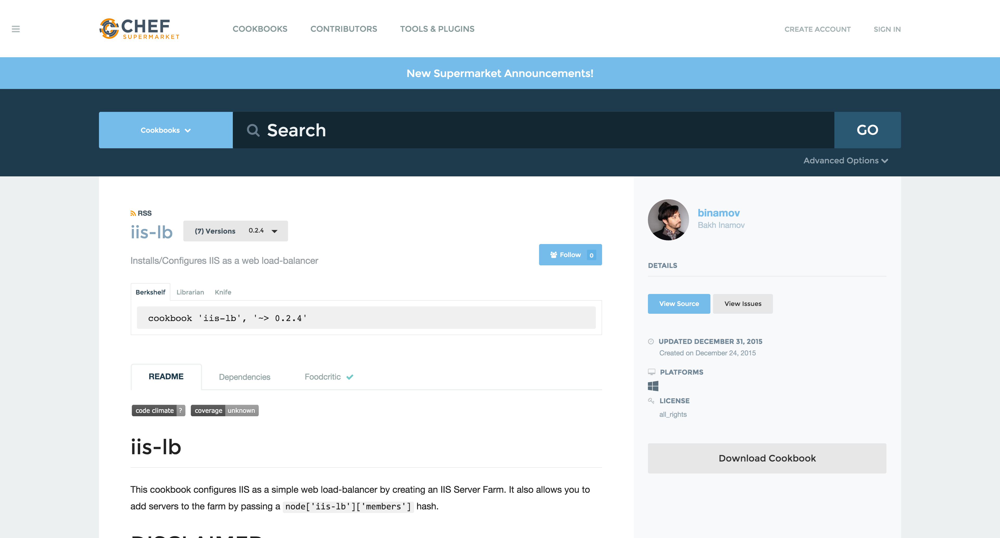 CHEF
SUPERMARKET
COOKBOOKS
CONTRIBUTORS
TOOLS & PLUGINS
CREATE ACCOUNT
SIGN IN
New Supermarket Announcements!
Cookbooks
Search
GO
Advanced Options
RSS
iis-lb
(7) Versions 0.2.4
Installs/Configures IIS as a web load-balancer
Follow 0
Berkshelf
Librarian
Knife
cookbook 'iis-lb', '~> 0.2.4'
README
Dependencies
Foodcritic
code climate ?
coverage unknown
iis-lb
This cookbook configures IIS as a simple web load-balancer by creating an IIS Server Farm. It also allows you to
add servers to the farm by passing a node['iis-lb']['members'] hash.
DISCLAIMER
binamov
Bakh Inamov
DETAILS
View Source
View Issues
UPDATED DECEMBER 31, 2015
Created on December 24, 2015
PLATFORMS
LICENSE
all_rights
Download Cookbook